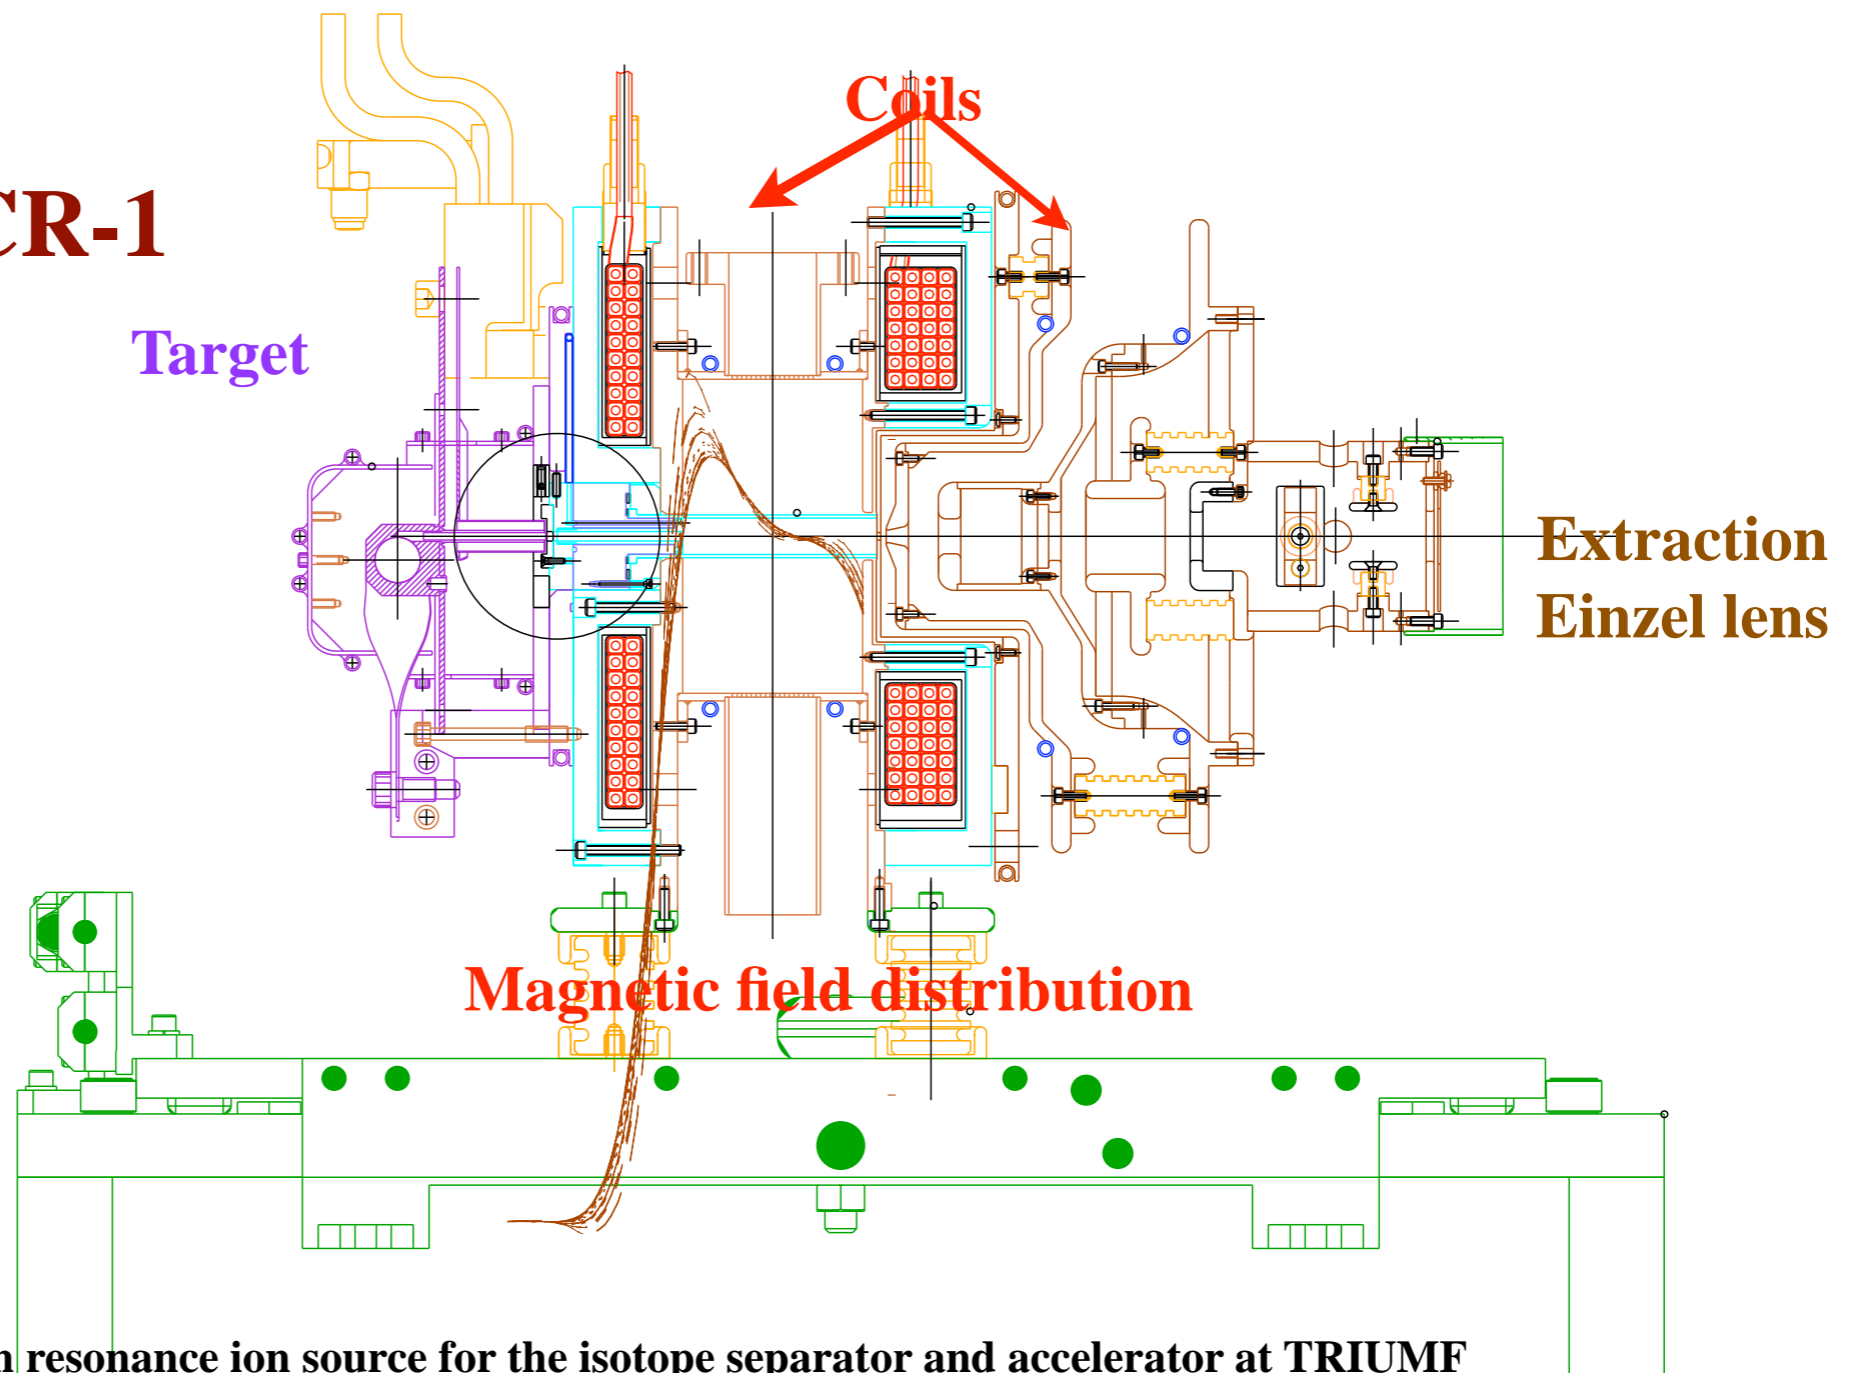 Coils
CR-1
Target
Extraction
Einzel lens
Magnetic field distribution
n resonance ion source for the isotope separator and accelerator at TRIUMF